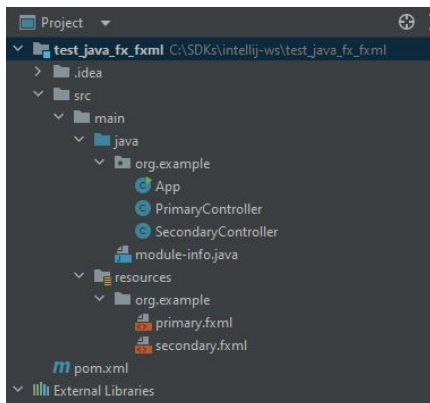 Project
test_java_fx_fxml C:\SDKs\intellij-ws\test_java_fx_fxml
.idea
src
main
java
org.example
App
PrimaryController
SecondaryController
module-info.java
resources
org.example
primary.fxml
secondary.fxml
m pom.xml
External Libraries